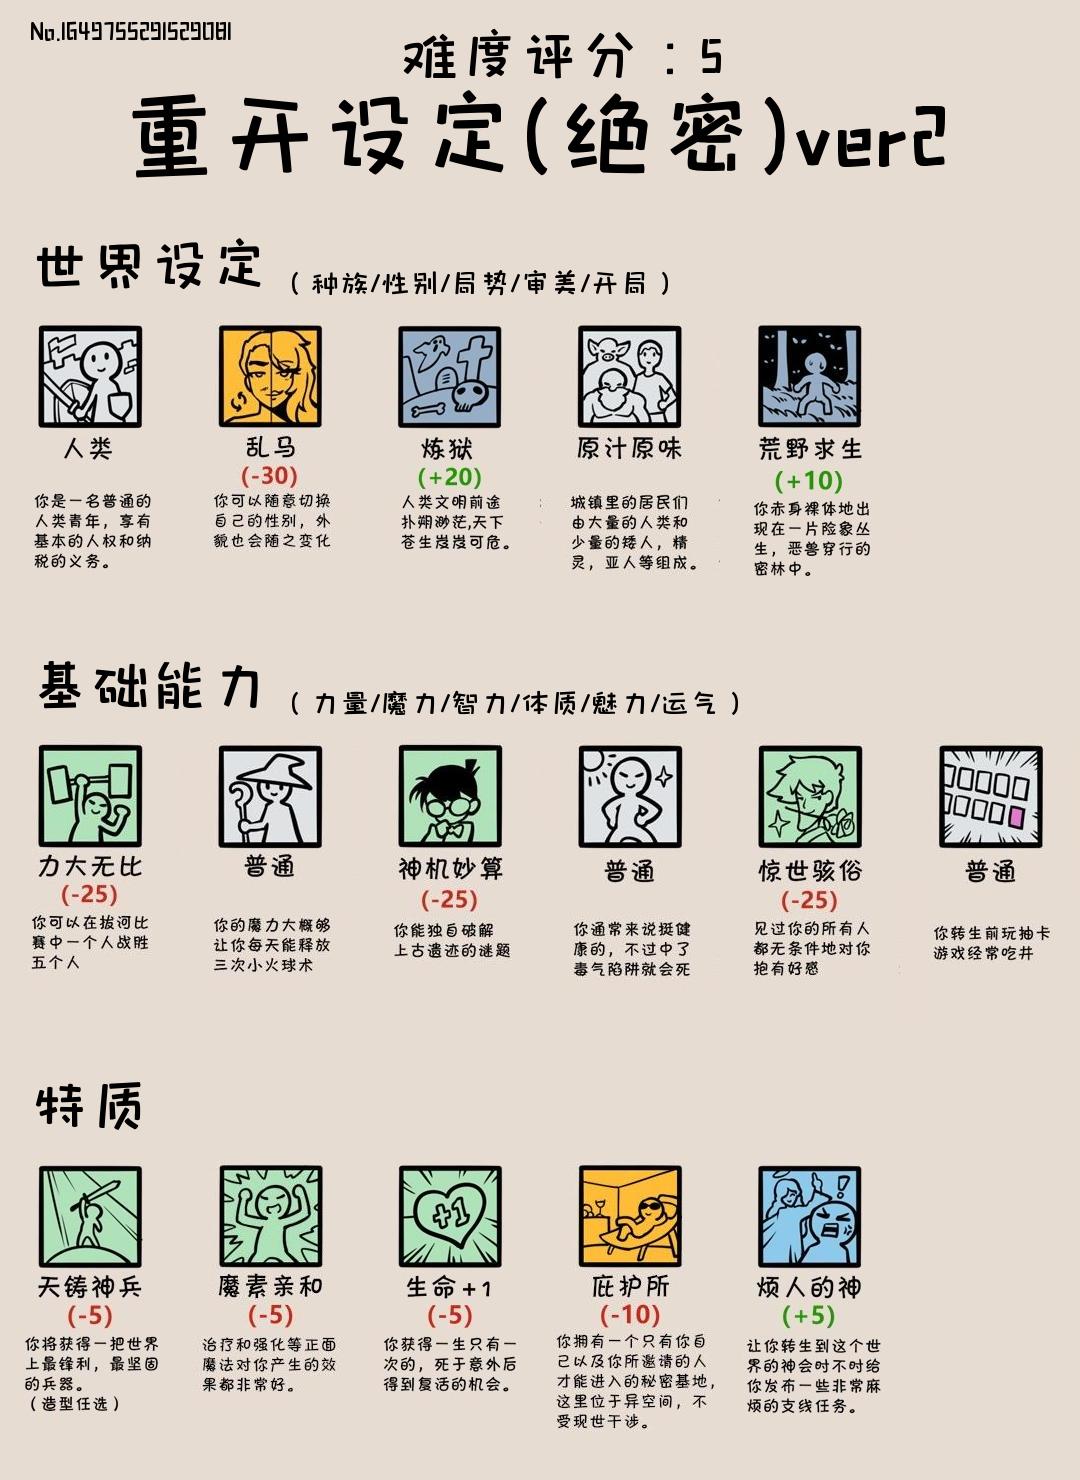 No.1649755291529081
难度评分：5
重开设定(绝密)ver2
世界设定（种族/性别/局势/审美/开局）
人类
你是一名普通的
人类青年，享有
基本的人权和纳
税的义务。
乱马
(-30)
你可以随意切换
自己的性别，外
貌也会随之变化
炼狱
(+20)
人类文明前途
扑朔渺茫,天下
苍生岌岌可危。
原汁原味
城镇里的居民们
由大量的人类和
少量的矮人，精
灵，亚人等组成。
荒野求生
(+10)
你赤身裸体地出
现在一片险象丛
生，恶兽穿行的
密林中。
基础能力（力量/魔力/智力/体质/魅力/运气）
力大无比
(-25)
你可以在拔河比
赛中一个人战胜
五个人
普通
你的魔力大概够
让你每天能释放
三次小火球术
神机妙算
(-25)
你能独自破解
上古遗迹的谜题
普通
你通常来说挺健
康的，不过中了
毒气陷阱就会死
惊世骇俗
(-25)
见过你的所有人
都无条件地对你
抱有好感
普通
你转生前玩抽卡
游戏经常吃井
特质
天铸神兵
(-5)
你将获得一把世界
上最锋利，最坚固
的兵器。
（造型任选）
魔素亲和
(-5)
治疗和强化等正面
魔法对你产生的效
果都非常好。
+1
生命+1
(-5)
你获得一生只有一
次的，死于意外后
得到复活的机会。
庇护所
(-10)
你拥有一个只有你自
己以及你所邀请的人
才能进入的秘密基地，
这里位于异空间，不
受现世干涉。
烦人的神
(+5)
让你转生到这个世
界的神会时不时给
你发布一些非常麻
烦的支线任务。